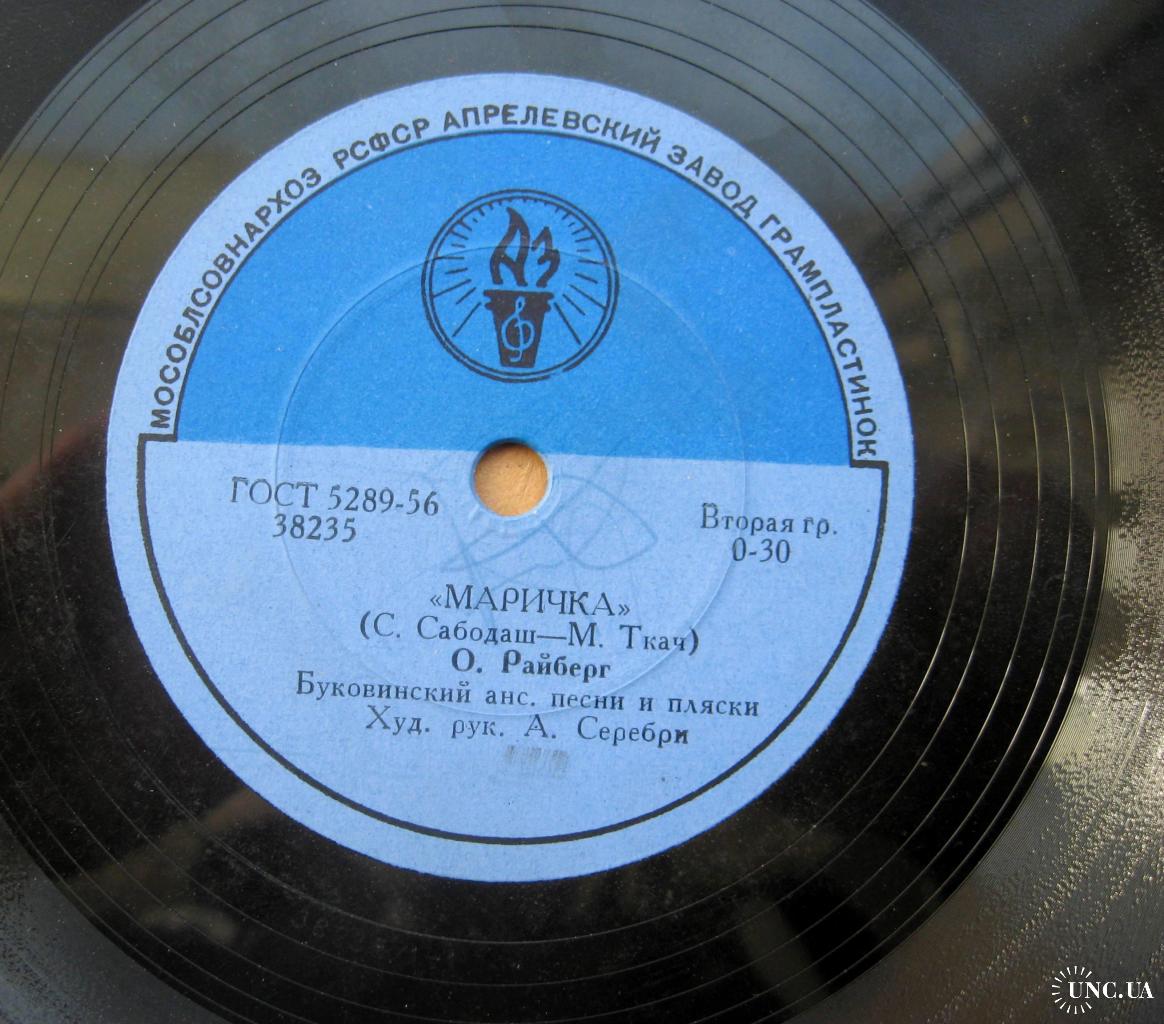 МОСОБЛСОВНАРХОЗ РСФСР АПРЕЛЕВСКИЙ ЗАВОД ГРАМПЛАСТИНОК
АЗ
ГОСТ 5289-56
38235
Вторая гр.
0-30
«МАРИЧКА»
(С. Сабодаш—М. Ткач)
О. Райберг
Буковинский анс. песни и пляски
Худ. рук. А. Серебри
UNC.UA